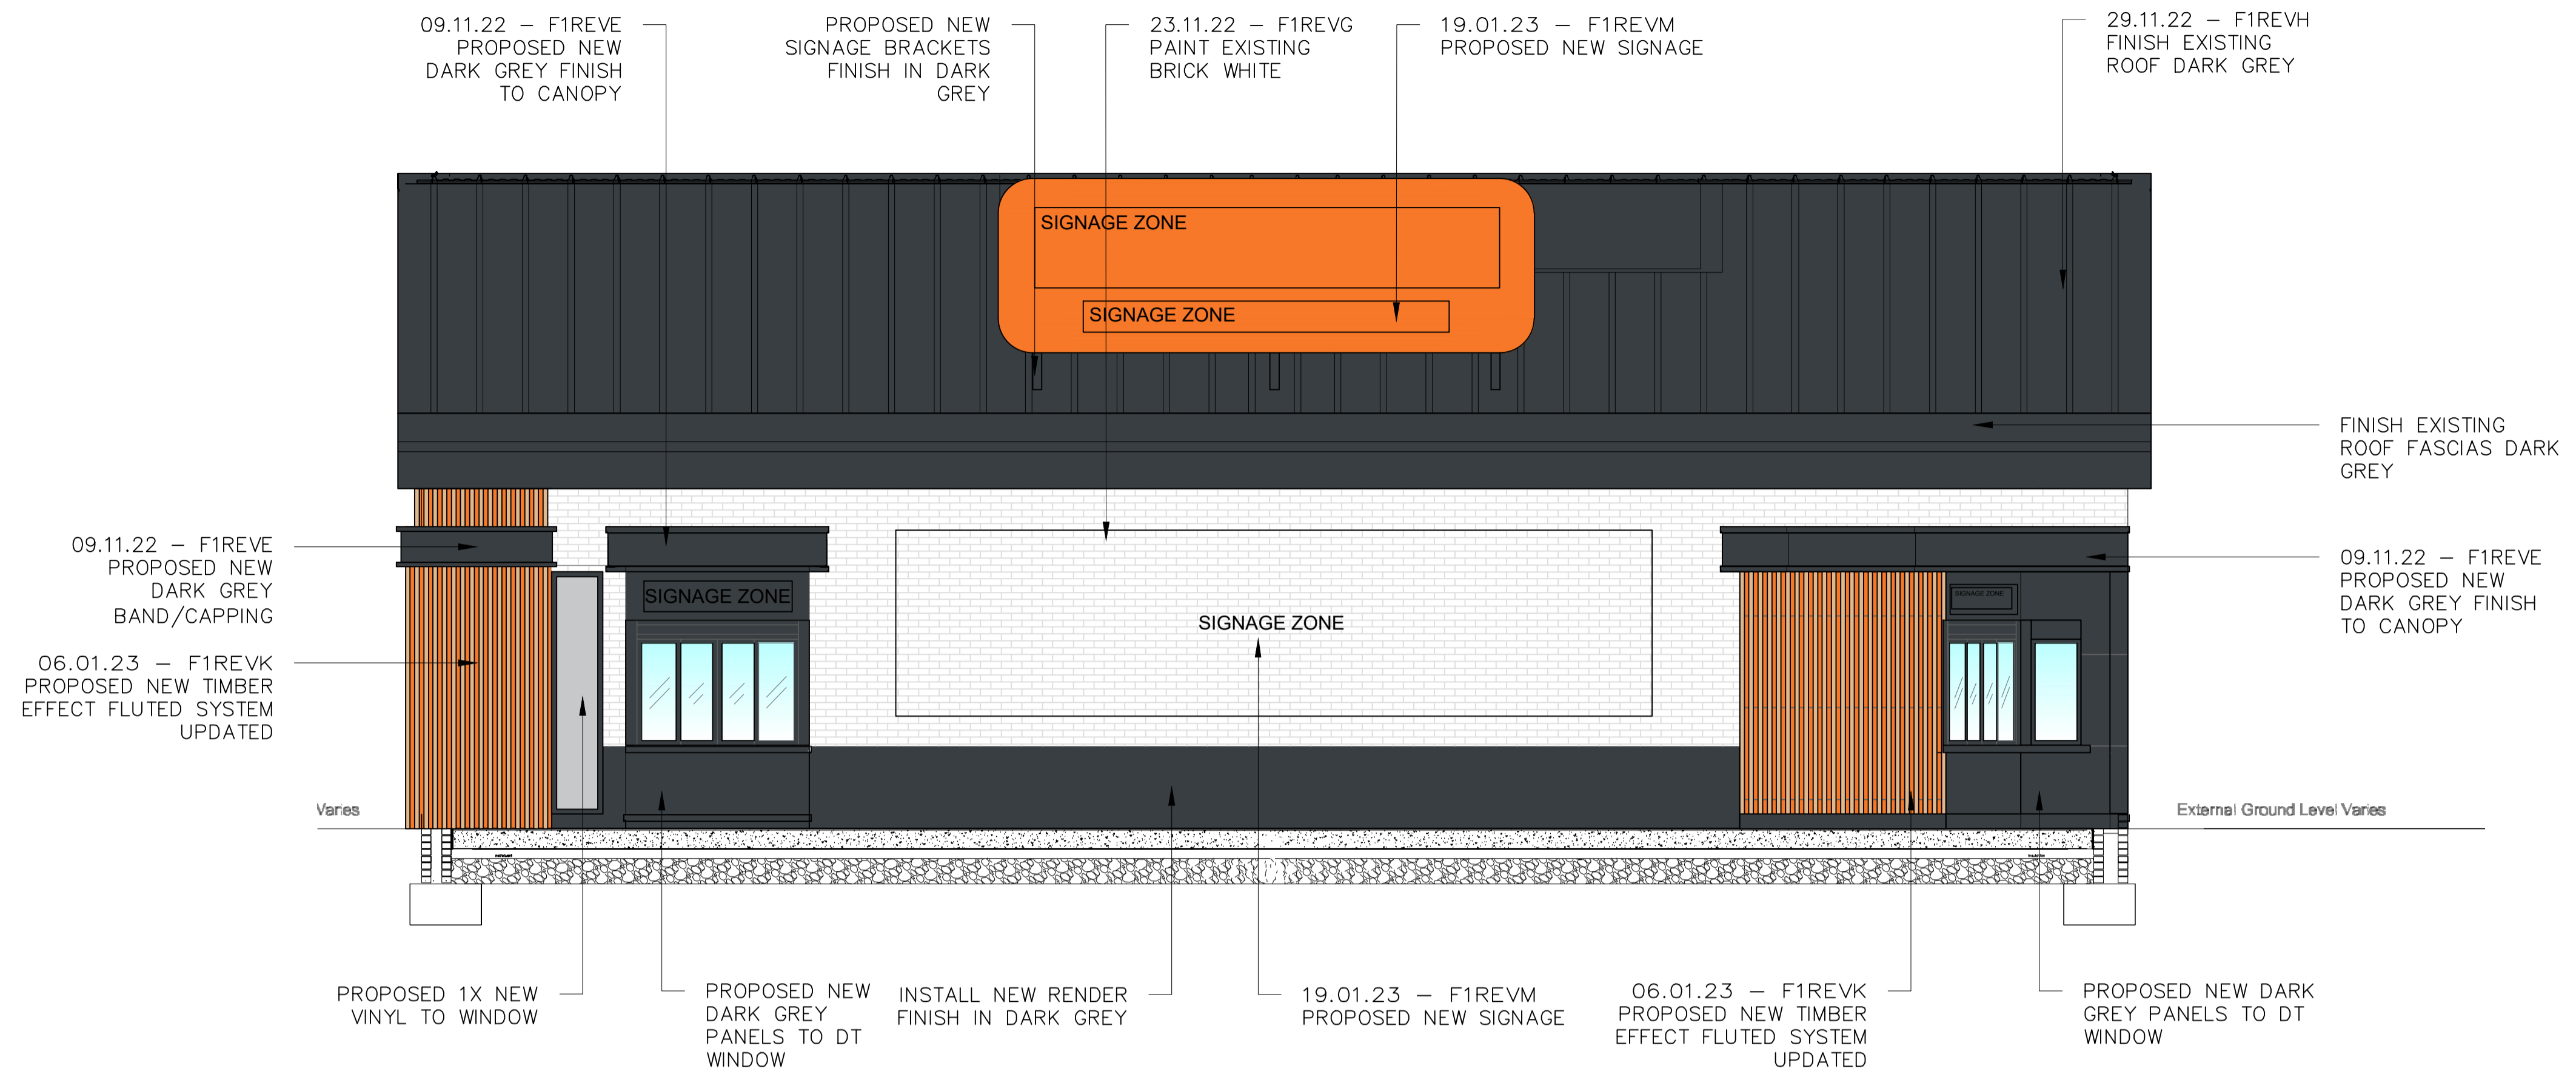 09.11.22 – F1REVE
PROPOSED NEW
DARK GREY FINISH
TO CANOPY
PROPOSED NEW
SIGNAGE BRACKETS
FINISH IN DARK
GREY
23.11.22 – F1REVG
PAINT EXISTING
BRICK WHITE
19.01.23 – F1REVM
PROPOSED NEW SIGNAGE
29.11.22 – F1REVH
FINISH EXISTING
ROOF DARK GREY
SIGNAGE ZONE
SIGNAGE ZONE
FINISH EXISTING
ROOF FASCIAS DARK
GREY
09.11.22 – F1REVE
PROPOSED NEW
DARK GREY
BAND/CAPPING
06.01.23 – F1REVK
PROPOSED NEW TIMBER
EFFECT FLUTED SYSTEM
UPDATED
SIGNAGE ZONE
SIGNAGE ZONE
SIGNAGE ZONE
09.11.22 – F1REVE
PROPOSED NEW
DARK GREY FINISH
TO CANOPY
Varies
External Ground Level Varies
PROPOSED 1X NEW
VINYL TO WINDOW
PROPOSED NEW
DARK GREY
PANELS TO DT
WINDOW
INSTALL NEW RENDER
FINISH IN DARK GREY
19.01.23 – F1REVM
PROPOSED NEW SIGNAGE
06.01.23 – F1REVK
PROPOSED NEW TIMBER
EFFECT FLUTED SYSTEM
UPDATED
PROPOSED NEW DARK
GREY PANELS TO DT
WINDOW